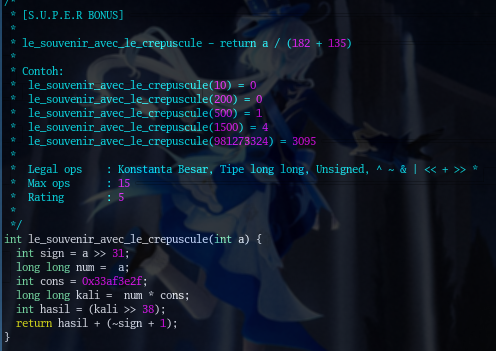 /*
* [S.U.P.E.R BONUS]
*
* le_souvenir_avec_le_crepuscule - return a / (182 + 135)
*
* Contoh:
*  le_souvenir_avec_le_crepuscule(10) = 0
*  le_souvenir_avec_le_crepuscule(200) = 0
*  le_souvenir_avec_le_crepuscule(500) = 1
*  le_souvenir_avec_le_crepuscule(1500) = 4
*  le_souvenir_avec_le_crepuscule(981273324) = 3095
*
*  Legal ops    : Konstanta Besar, Tipe long long, Unsigned, ^ ~ & | << + >> *
*  Max ops      : 15
*  Rating       : 5
*
*/
int le_souvenir_avec_le_crepuscule(int a) {
  int sign = a >> 31;
  long long num =  a;
  int cons = 0x33af3e2f;
  long long kali =  num * cons;
  int hasil = (kali >> 38);
  return hasil + (~sign + 1);
}